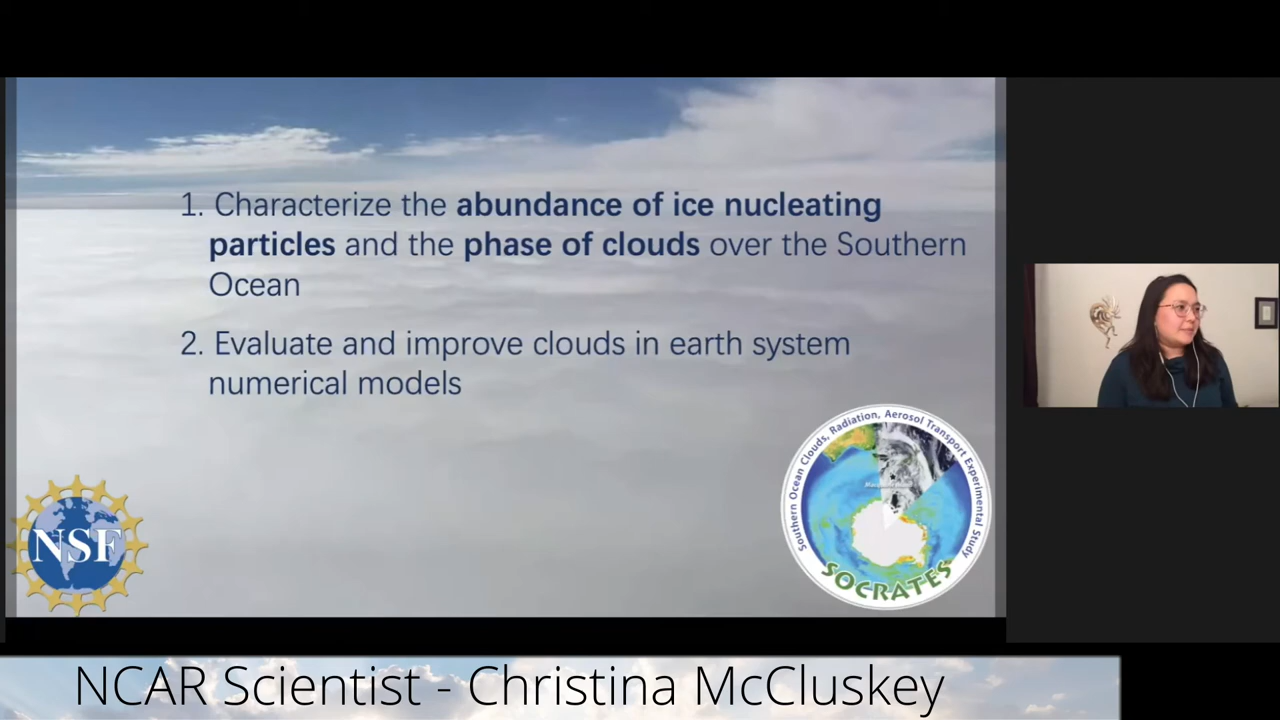 1. Characterize the abundance of ice nucleating
particles and the phase of clouds over the Southern
Ocean
2. Evaluate and improve clouds in earth system
numerical models
NSF
Southern Ocean Clouds, Radiation, Aerosol Transport Experimental Study
SOCRATES
NCAR Scientist - Christina McCluskey